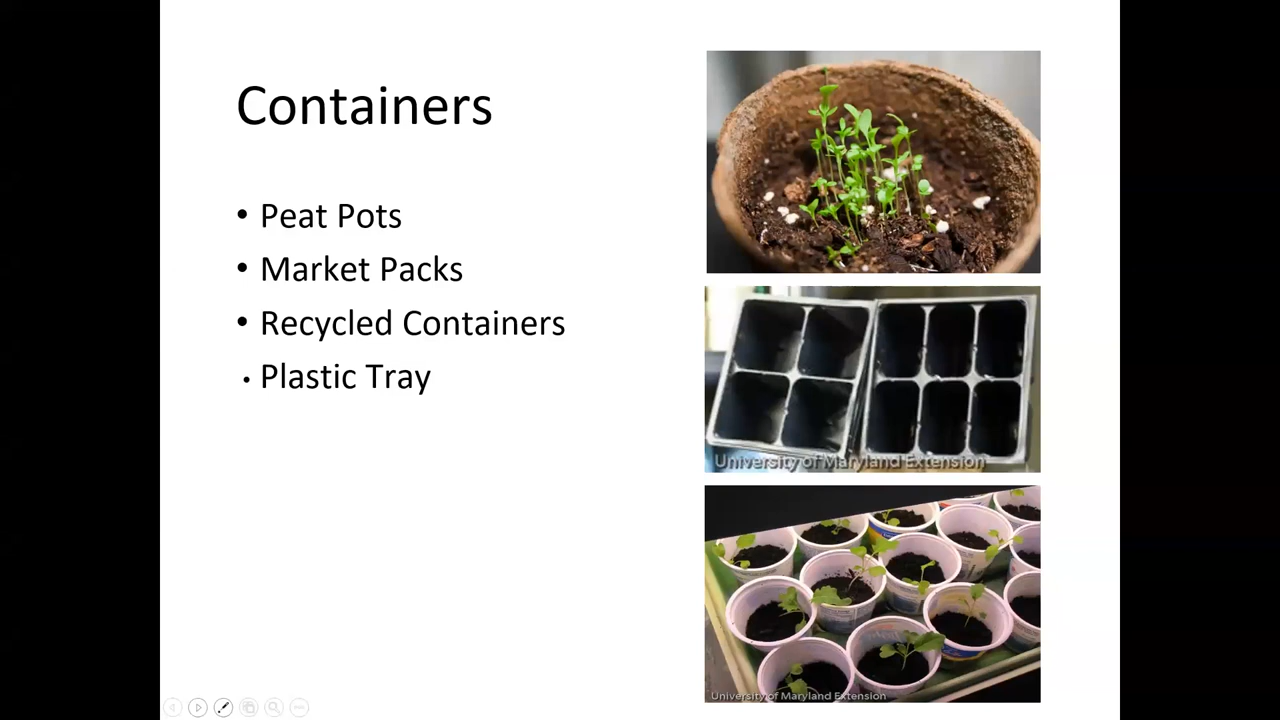 Containers
• Peat Pots
• Market Packs
• Recycled Containers
• Plastic Tray
University of Maryland Extension
University of Maryland Extension